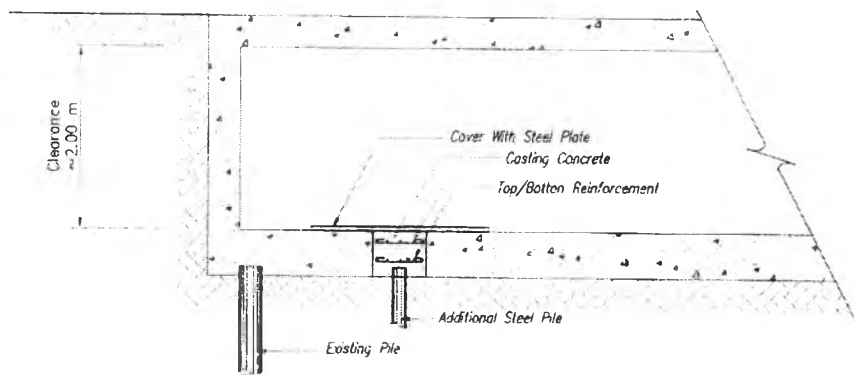 Clearance
≥2.00 m
Cover With Steel Plate
Casting Concrete
Top/Botton Reinforcement
Additional Steel Pile
Existing Pile